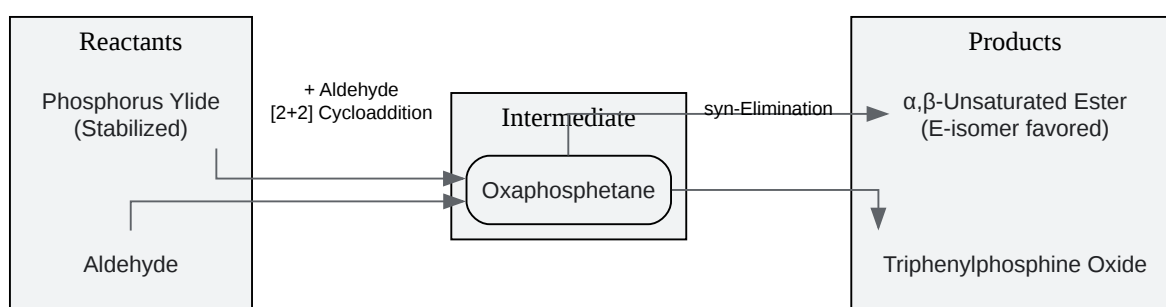 Reactants
Phosphorus Ylide
(Stabilized)
Aldehyde
+ Aldehyde
[2+2] Cycloaddition
Intermediate
Oxaphosphetane
syn-Elimination
Products
α,β-Unsaturated Ester
(E-isomer favored)
Triphenylphosphine Oxide